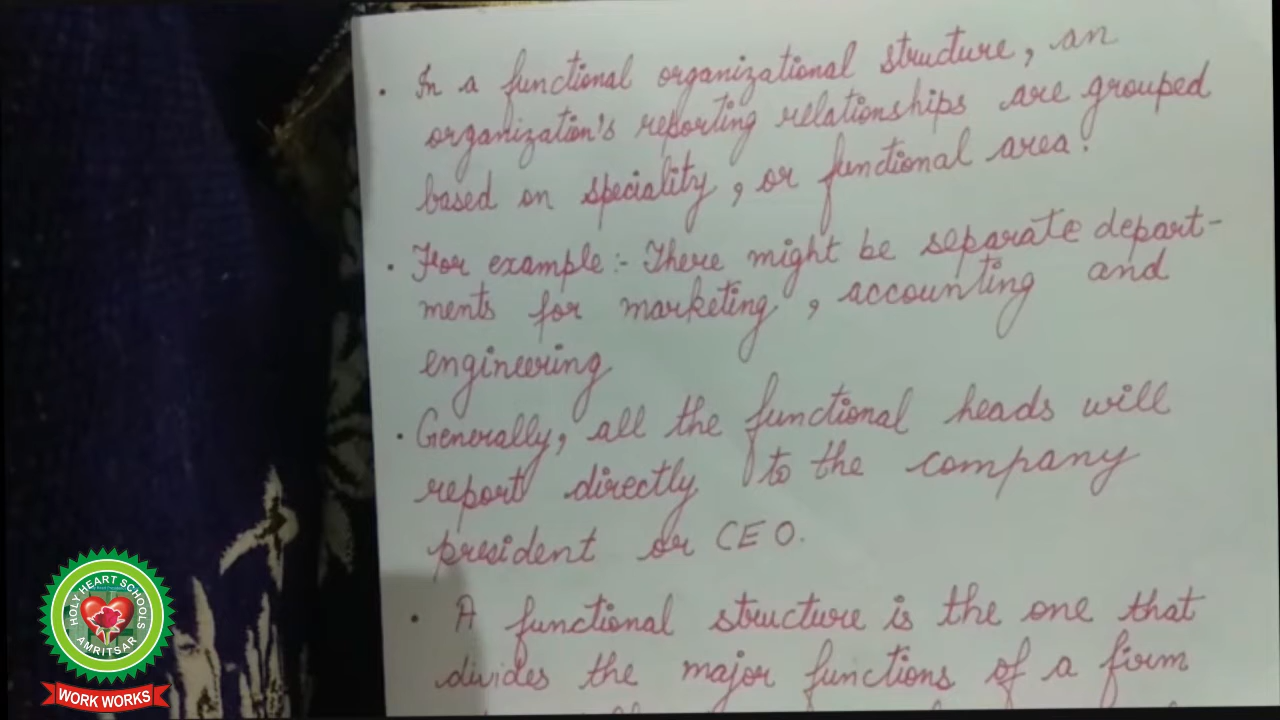 • In a functional organizational structure, an
organization's reporting relationships are grouped
based on speciality, or functional area.
• For example:- There might be separate depart-
ments for marketing, accounting and
engineering
• Generally, all the functional heads will
report directly to the company
president or CEO.
• A functional structure is the one that
divides the major functions of a firm
HOLY HEART SCHOOLS
AMRITSAR
WORK WORKS